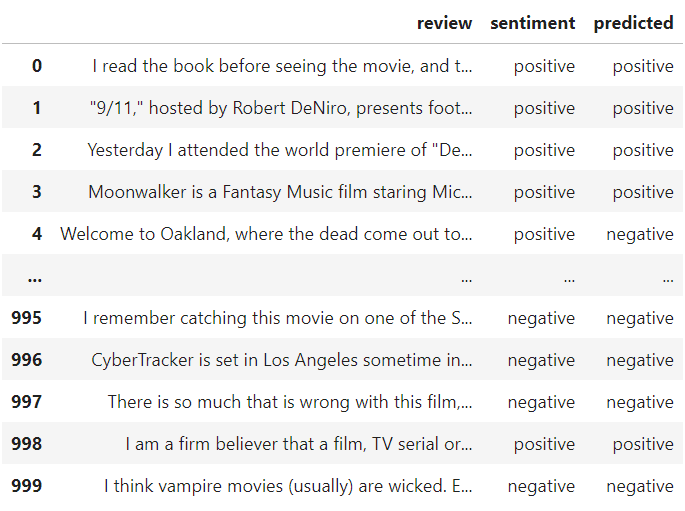 review sentiment predicted
0 I read the book before seeing the movie, and t... positive positive
1 "9/11," hosted by Robert DeNiro, presents foot... positive positive
2 Yesterday I attended the world premiere of "De... positive positive
3 Moonwalker is a Fantasy Music film staring Mic... positive positive
4 Welcome to Oakland, where the dead come out to... positive negative
... ... ... ...
995 I remember catching this movie on one of the S... negative negative
996 CyberTracker is set in Los Angeles sometime in... negative negative
997 There is so much that is wrong with this film,... negative negative
998 I am a firm believer that a film, TV serial or... positive positive
999 I think vampire movies (usually) are wicked. E... negative negative